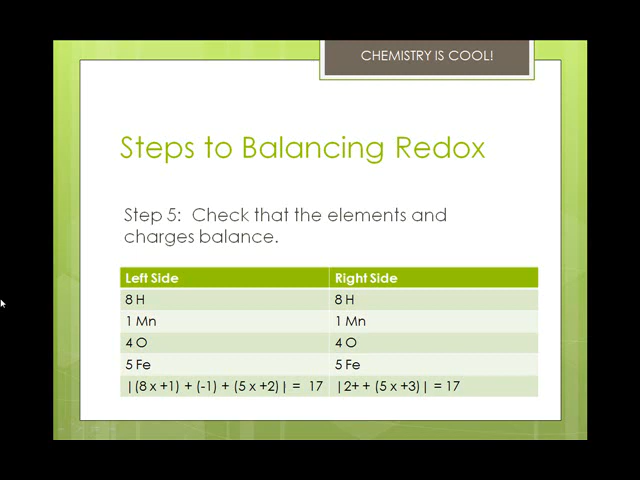 CHEMISTRY IS COOL!
Steps to Balancing Redox
Step 5: Check that the elements and
charges balance.
Left Side Right Side
8 H 8 H
1 Mn 1 Mn
4 O 4 O
5 Fe 5 Fe
|(8 x +1) + (-1) + (5 x +2)| = 17 |2+ + (5 x +3)| = 17